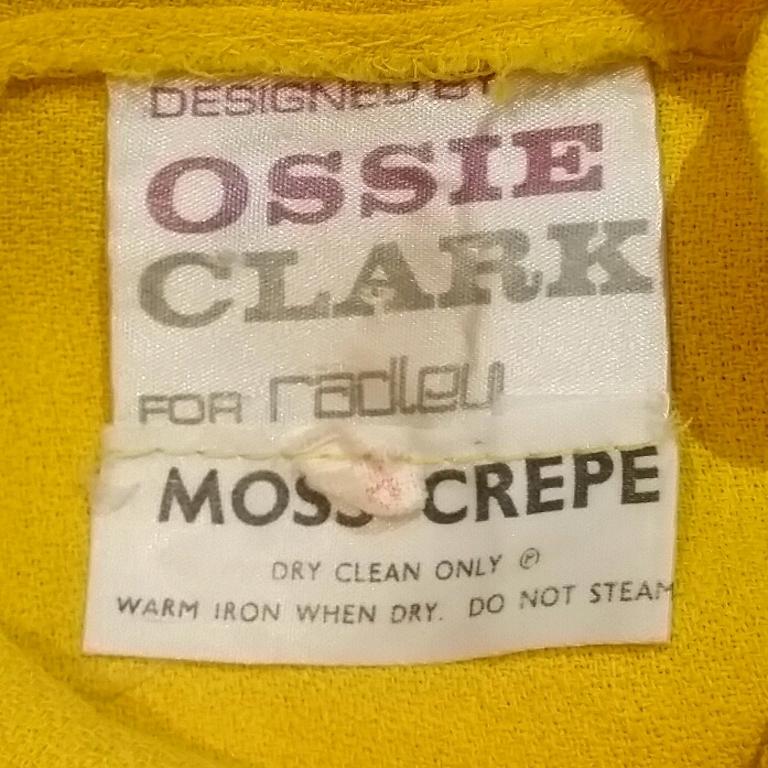 DESIGNED BY
OSSIE
CLARK
FOR radley
MOSS CREPE
DRY CLEAN ONLY Ⓟ
WARM IRON WHEN DRY. DO NOT STEAM